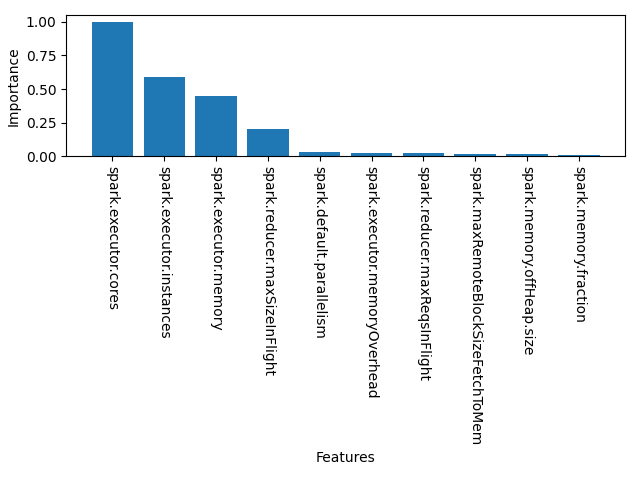 1.00
0.75
0.50
0.25
0.00
Importance
spark.executor.cores
spark.executor.instances
spark.executor.memory
spark.reducer.maxSizeInFlight
spark.default.parallelism
spark.executor.memoryOverhead
spark.reducer.maxReqsInFlight
spark.maxRemoteBlockSizeFetchToMem
spark.memory.offHeap.size
spark.memory.fraction
Features